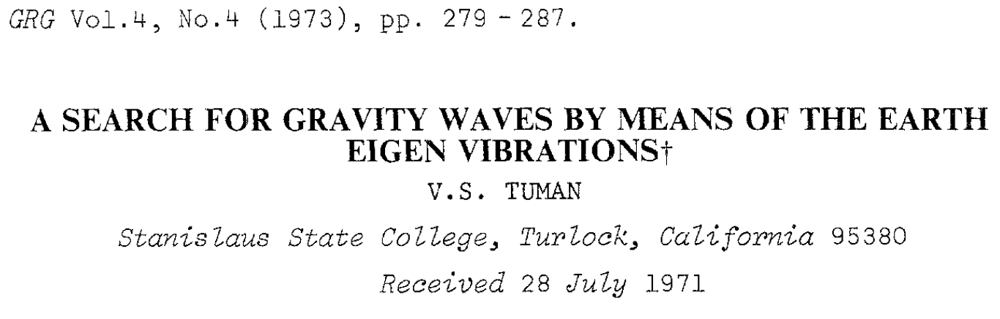 GRG Vol.4, No.4 (1973), pp. 279 - 287.
A SEARCH FOR GRAVITY WAVES BY MEANS OF THE EARTH
EIGEN VIBRATIONS†
V.S. TUMAN
Stanislaus State College, Turlock, California 95380
Received 28 July 1971